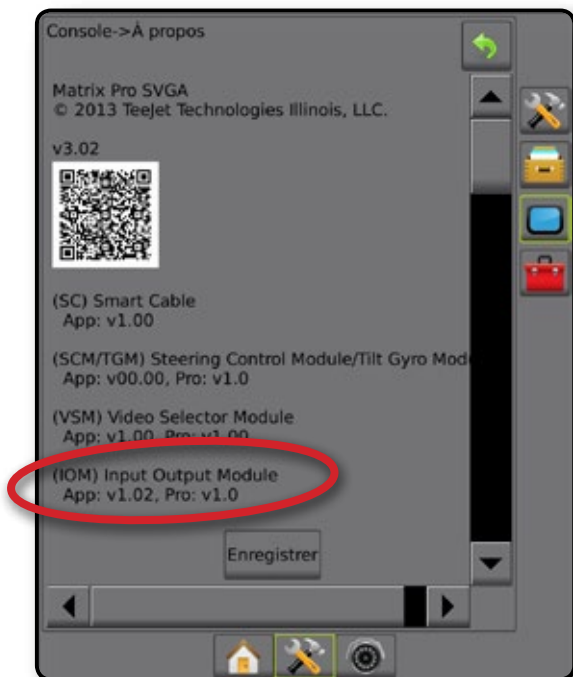 Console->À propos
Matrix Pro SVGA
© 2013 TeeJet Technologies Illinois, LLC.
v3.02
(SC) Smart Cable
App: v1.00
(SCM/TGM) Steering Control Module/Tilt Gyro Mod
App: v00.00, Pro: v1.0
(VSM) Video Selector Module
App: v1.00, Pro: v1.00
(IOM) Input Output Module
App: v1.02, Pro: v1.0
Enregistrer